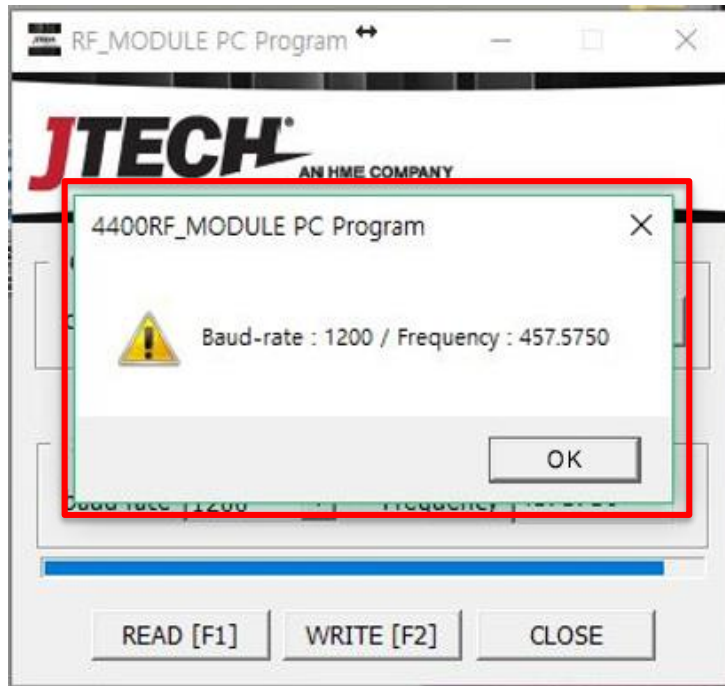 RF_MODULE PC Program
JTECH
AN HME COMPANY
4400RF_MODULE PC Program
Baud-rate : 1200 / Frequency : 457.5750
OK
READ [F1] WRITE [F2] CLOSE